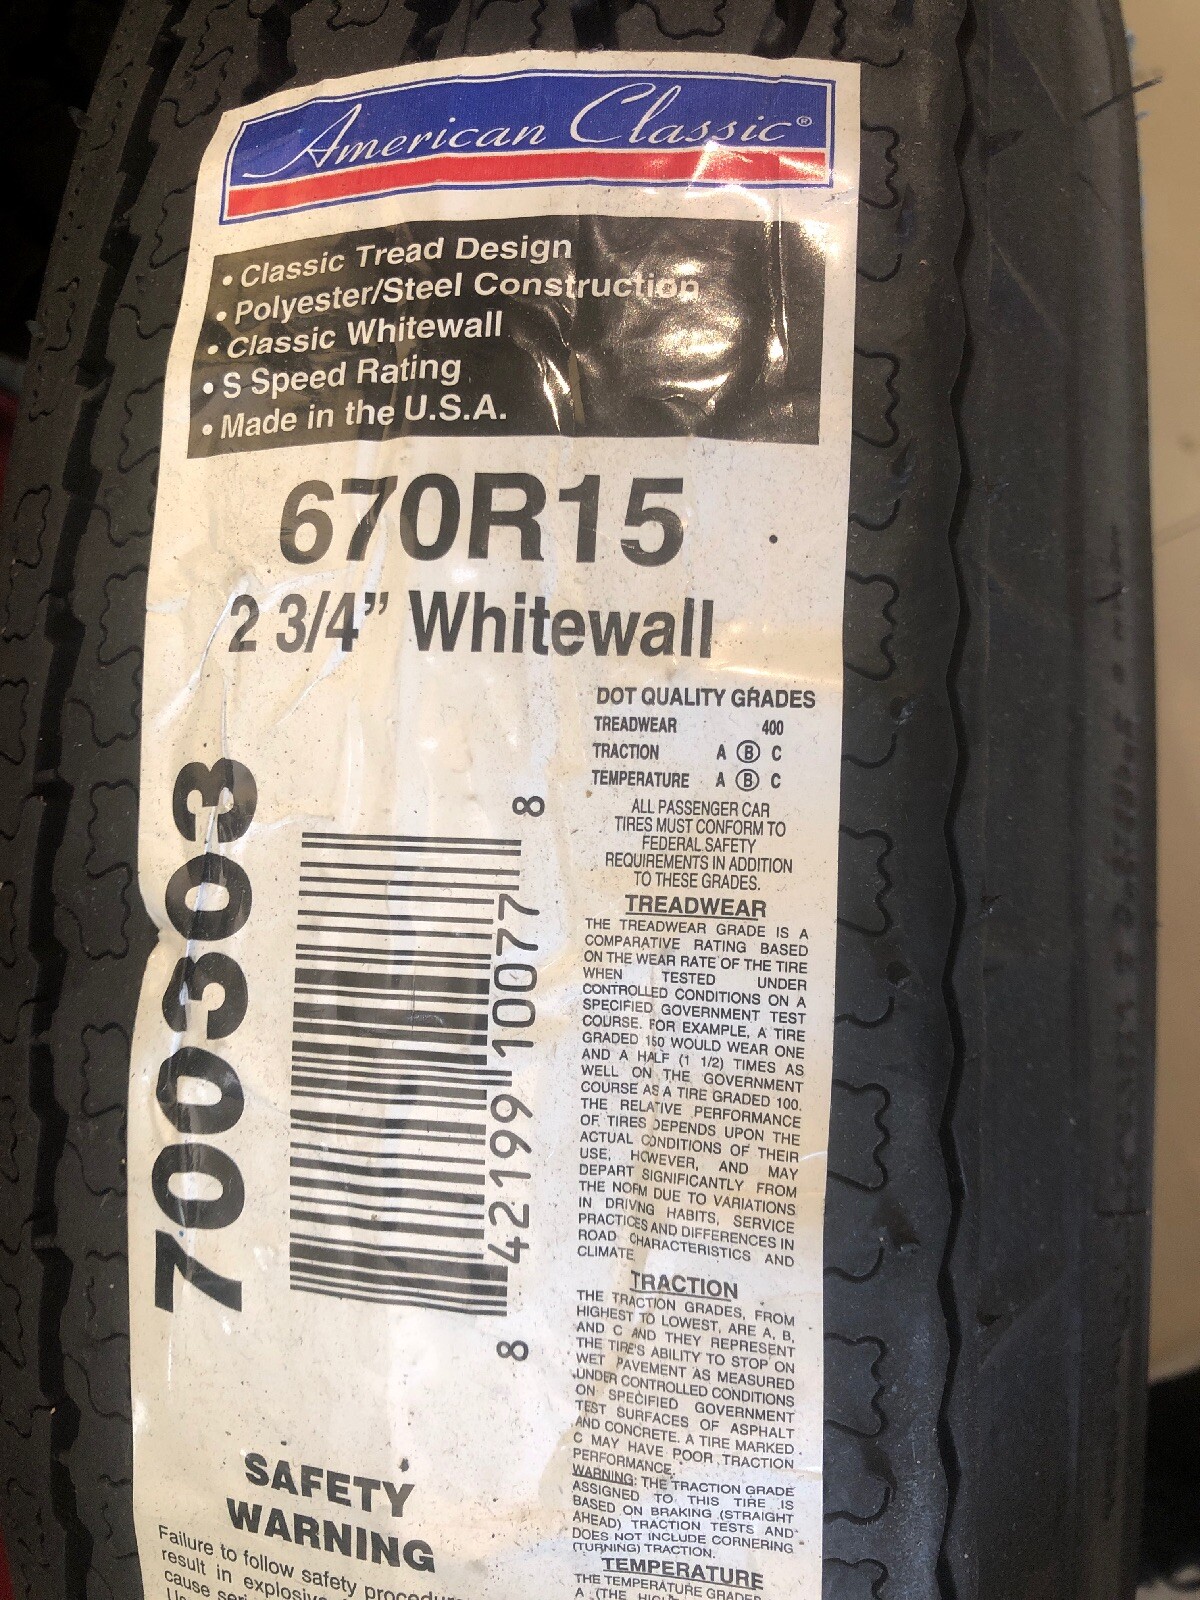 American Classic®
• Classic Tread Design
• Polyester/Steel Construction
• Classic Whitewall
• S Speed Rating
• Made in the U.S.A.
670R15
2 3/4” Whitewall
DOT QUALITY GRADES
TREADWEAR 400
TRACTION A Ⓑ C
TEMPERATURE A Ⓑ C
ALL PASSENGER CAR
TIRES MUST CONFORM TO
FEDERAL SAFETY
REQUIREMENTS IN ADDITION
TO THESE GRADES.
TREADWEAR
THE TREADWEAR GRADE IS A
COMPARATIVE RATING BASED
ON THE WEAR RATE OF THE TIRE
WHEN TESTED UNDER
CONTROLLED CONDITIONS ON A
SPECIFIED GOVERNMENT TEST
COURSE. FOR EXAMPLE, A TIRE
GRADED 150 WOULD WEAR ONE
AND A HALF (1 1/2) TIMES AS
WELL ON THE GOVERNMENT
COURSE AS A TIRE GRADED 100.
THE RELATIVE PERFORMANCE
OF TIRES DEPENDS UPON THE
ACTUAL CONDITIONS OF THEIR
USE, HOWEVER, AND MAY
DEPART SIGNIFICANTLY FROM
THE NORM DUE TO VARIATIONS
IN DRIVING HABITS, SERVICE
PRACTICES AND DIFFERENCES IN
ROAD CHARACTERISTICS AND
CLIMATE
TRACTION
THE TRACTION GRADES, FROM
HIGHEST TO LOWEST, ARE A, B,
AND C AND THEY REPRESENT
THE TIRE'S ABILITY TO STOP ON
WET PAVEMENT AS MEASURED
UNDER CONTROLLED CONDITIONS
ON SPECIFIED GOVERNMENT
TEST SURFACES OF ASPHALT
AND CONCRETE. A TIRE MARKED
C MAY HAVE POOR TRACTION
PERFORMANCE.
WARNING: THE TRACTION GRADE
ASSIGNED TO THIS TIRE IS
BASED ON BRAKING (STRAIGHT
AHEAD) TRACTION TESTS AND
DOES NOT INCLUDE CORNERING
(TURNING) TRACTION.
TEMPERATURE
THE TEMPERATURE GRADES
A (THE
700303
8 42199 10077 8
SAFETY
WARNING
Failure to follow safety
result in
cause